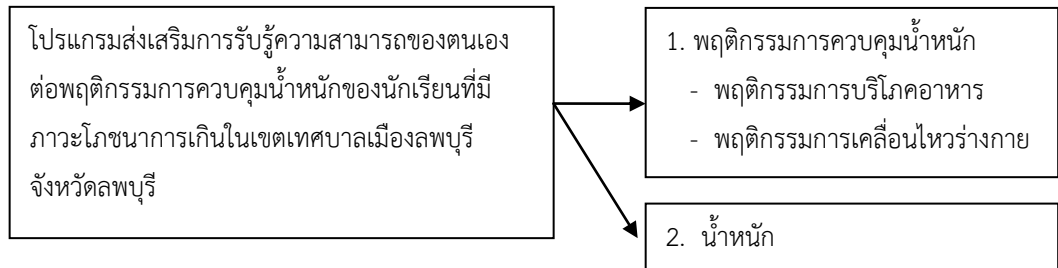 โปรแกรมส่งเสริมการรับรู้ความสามารถของตนเอง
ต่อพฤติกรรมการควบคุมน้ำหนักของนักเรียนที่มี
ภาวะโภชนาการเกินในเขตเทศบาลเมืองลพบุรี
จังหวัดลพบุรี
1. พฤติกรรมการควบคุมน้ำหนัก
- พฤติกรรมการบริโภคอาหาร
- พฤติกรรมการเคลื่อนไหวร่างกาย
2. น้ำหนัก